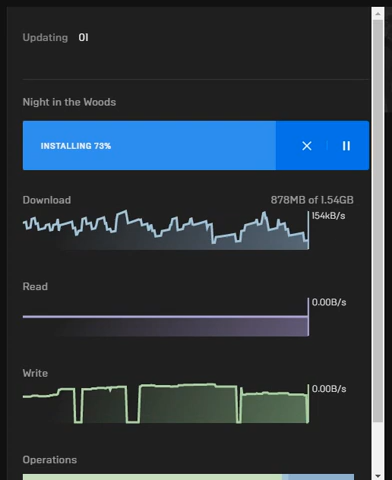 Updating 01
Night in the Woods
INSTALLING 73%
Download 878MB of 1.54GB
154kB/s
Read
0.00B/s
Write
0.00B/s
Operations